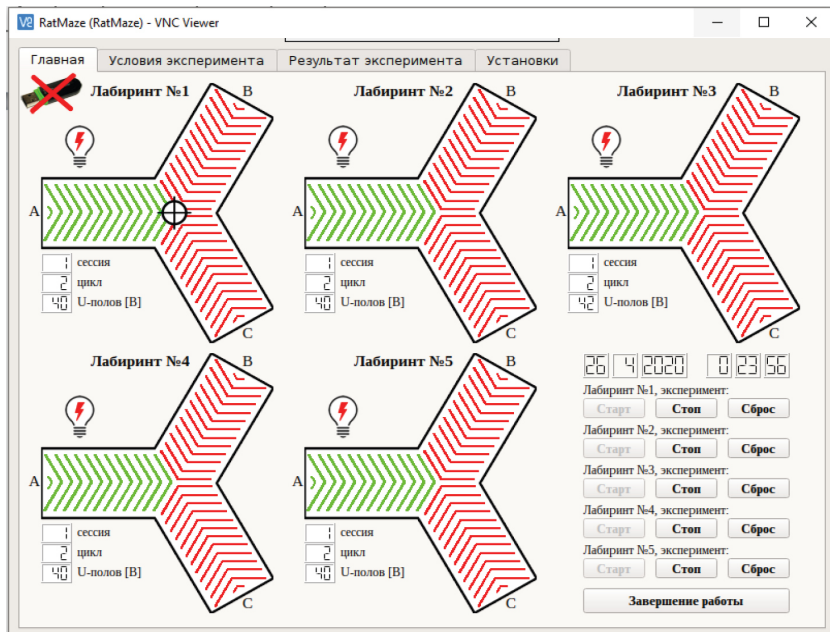 RatMaze (RatMaze) - VNC Viewer
Главная Условия эксперимента Результат эксперимента Установки
Лабиринт №1
B
A
1 сессия
2 цикл
40 U-полов [В]
C
Лабиринт №2
B
A
1 сессия
2 цикл
40 U-полов [В]
C
Лабиринт №3
B
A
1 сессия
2 цикл
42 U-полов [В]
C
Лабиринт №4
B
A
1 сессия
2 цикл
40 U-полов [В]
C
Лабиринт №5
B
A
1 сессия
2 цикл
40 U-полов [В]
C
26 4 2020 0 23 56
Лабиринт №1, эксперимент:
Старт Стоп Сброс
Лабиринт №2, эксперимент:
Старт Стоп Сброс
Лабиринт №3, эксперимент:
Старт Стоп Сброс
Лабиринт №4, эксперимент:
Старт Стоп Сброс
Лабиринт №5, эксперимент:
Старт Стоп Сброс
Завершение работы